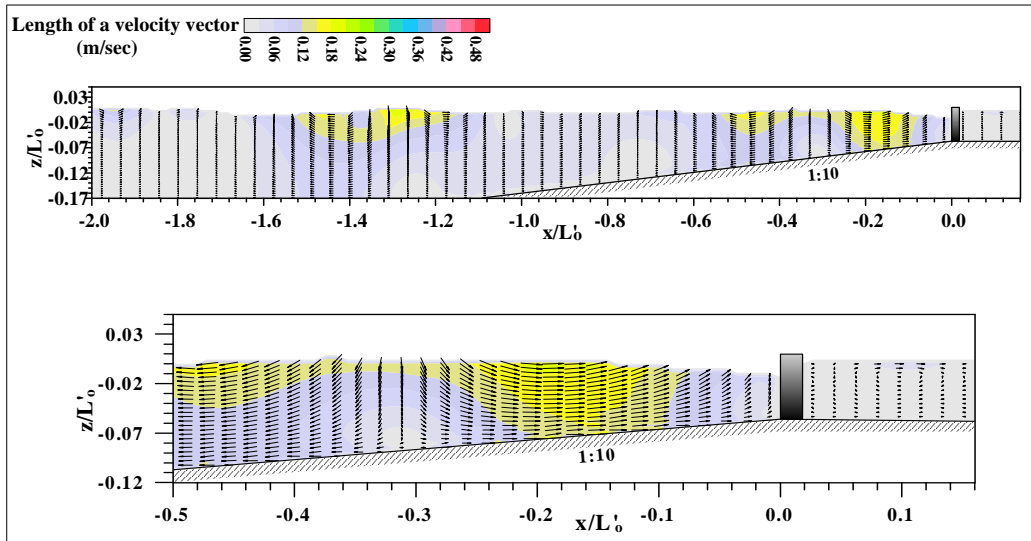 Length of a velocity vector
(m/sec)
0.00 0.06 0.12 0.18 0.24 0.30 0.36 0.42 0.48
z/L'o
0.03
-0.02
-0.07
-0.12
-0.17
1:10
-2.0 -1.8 -1.6 -1.4 -1.2 -1.0 -0.8 -0.6 -0.4 -0.2 0.0
x/L'o
z/L'o
0.03
-0.02
-0.07
-0.12
1:10
-0.5 -0.4 -0.3 -0.2 -0.1 0.0 0.1
x/L'o